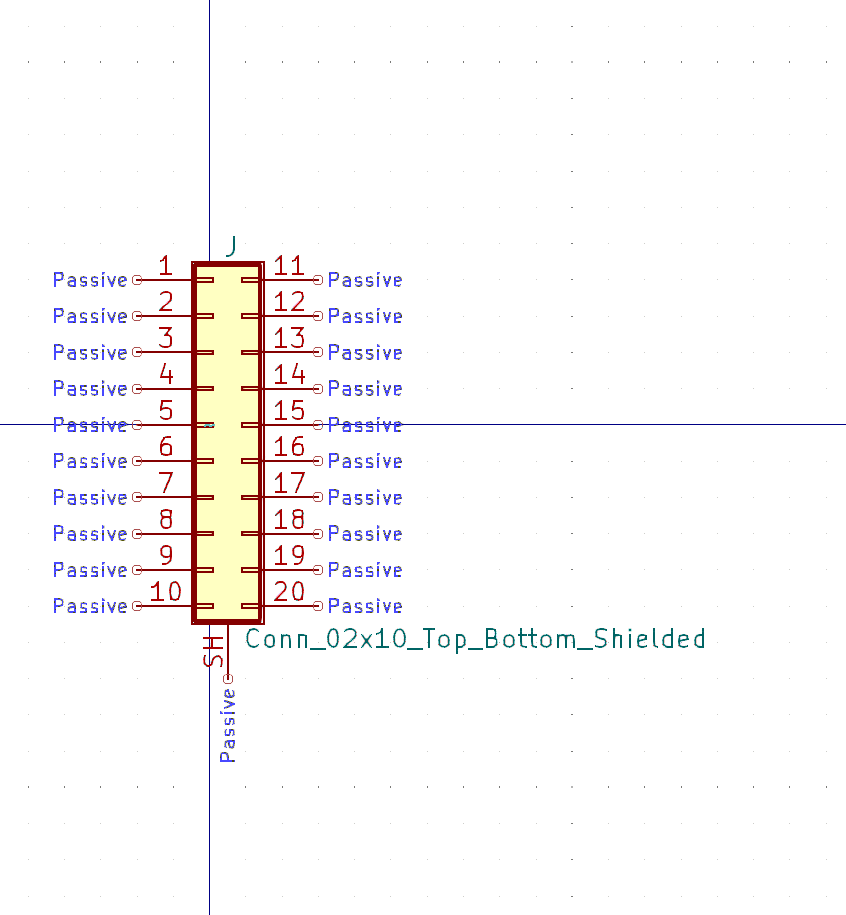 J
Passive 1 11 Passive
Passive 2 12 Passive
Passive 3 13 Passive
Passive 4 14 Passive
Passive 5 15 Passive
Passive 6 16 Passive
Passive 7 17 Passive
Passive 8 18 Passive
Passive 9 19 Passive
Passive 10 20 Passive
SH
Conn_02x10_Top_Bottom_Shielded
Passive